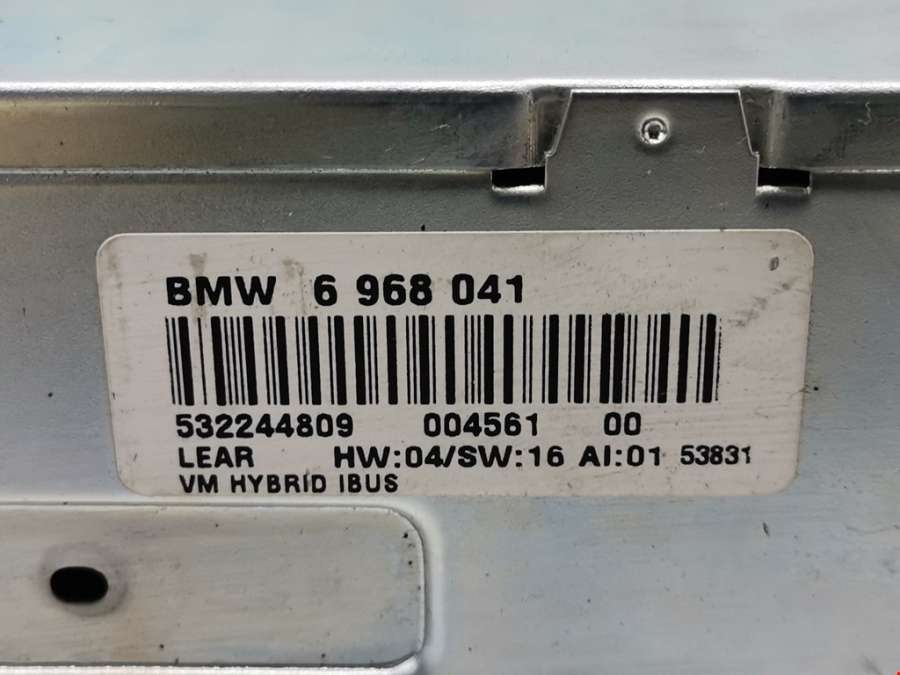 BMW 6 968 041
532244809 004561 00
LEAR HW:04/SW:16 AI:01 53831
VM HYBRID IBUS